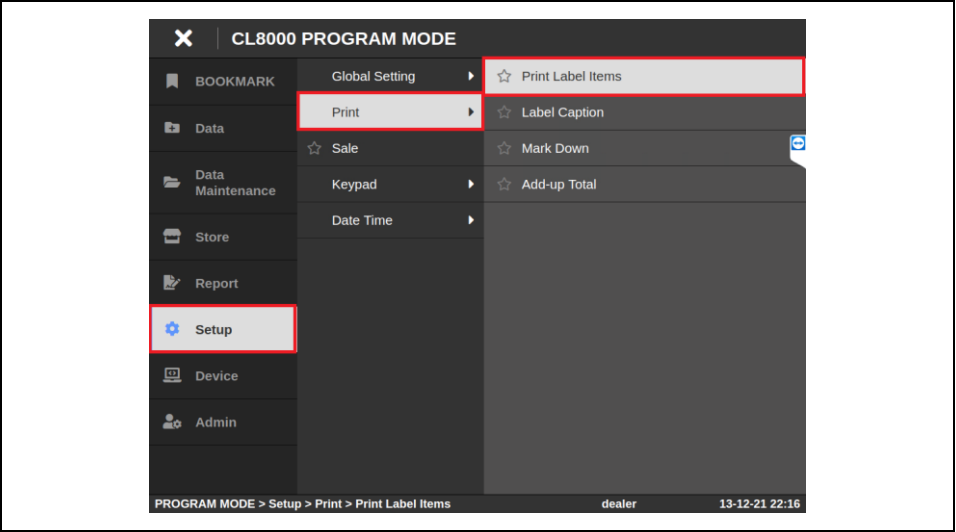 CL8000 PROGRAM MODE
BOOKMARK
Data
Data
Maintenance
Store
Report
Setup
Device
Admin
Global Setting
Print
Sale
Keypad
Date Time
Print Label Items
Label Caption
Mark Down
Add-up Total
PROGRAM MODE > Setup > Print > Print Label Items
dealer
13-12-21 22:16